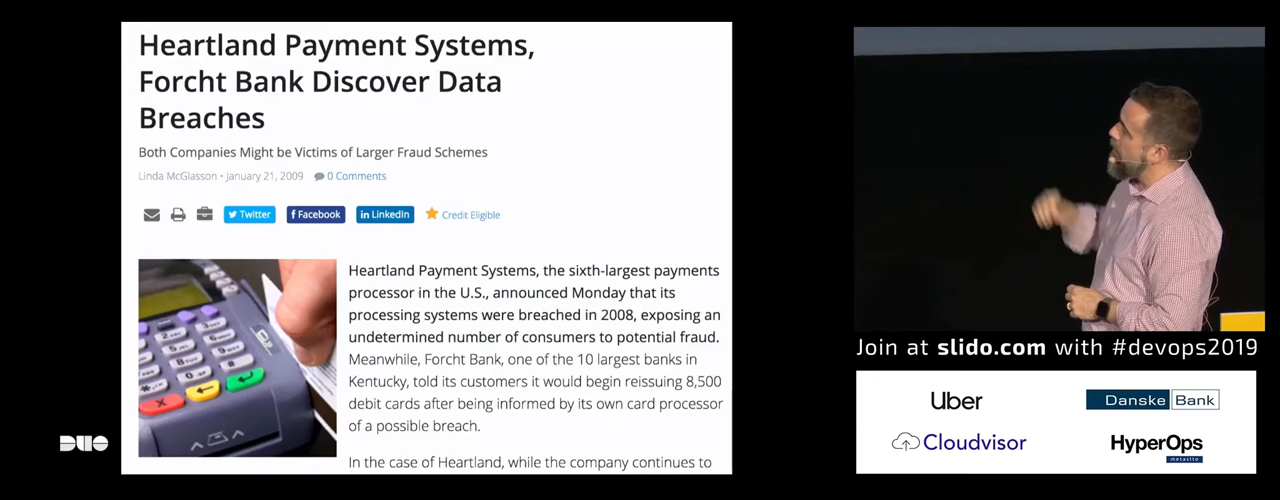 Heartland Payment Systems,
Forcht Bank Discover Data
Breaches
Both Companies Might be Victims of Larger Fraud Schemes
Linda McGlasson • January 21, 2009 0 Comments
Twitter Facebook LinkedIn Credit Eligible
Heartland Payment Systems, the sixth-largest payments
processor in the U.S., announced Monday that its
processing systems were breached in 2008, exposing an
undetermined number of consumers to potential fraud.
Meanwhile, Forcht Bank, one of the 10 largest banks in
Kentucky, told its customers it would begin reissuing 8,500
debit cards after being informed by its own card processor
of a possible breach.
In the case of Heartland, while the company continues to
DUO
Join at slido.com with #devops2019
Uber
Danske Bank
Cloudvisor
HyperOps
metasite